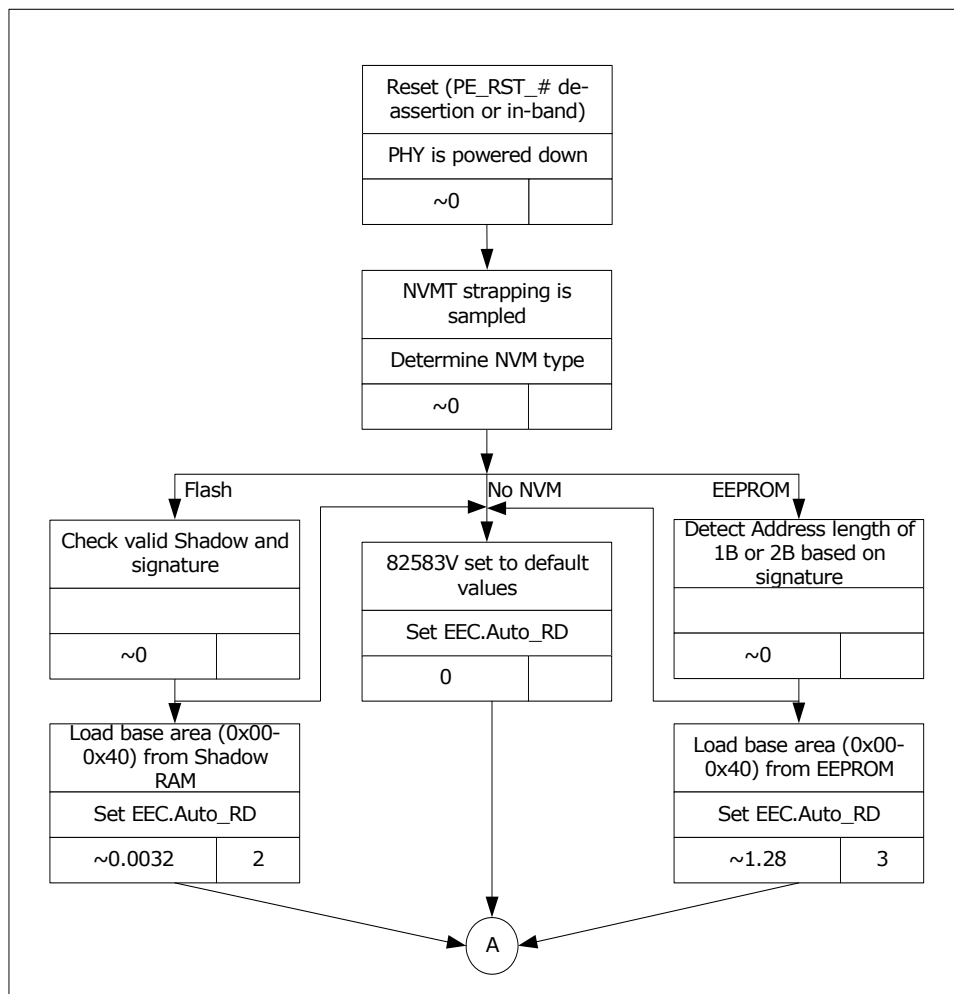 Reset (PE_RST_# de-
assertion or in-band)
PHY is powered down
~0
NVMT strapping is
sampled
Determine NVM type
~0
Flash
No NVM
EEPROM
Check valid Shadow and
signature
~0
82583V set to default
values
Set EEC.Auto_RD
0
Detect Address length of
1B or 2B based on
signature
~0
Load base area (0x00-
0x40) from Shadow
RAM
Set EEC.Auto_RD
~0.0032
2
Load base area (0x00-
0x40) from EEPROM
Set EEC.Auto_RD
~1.28
3
A